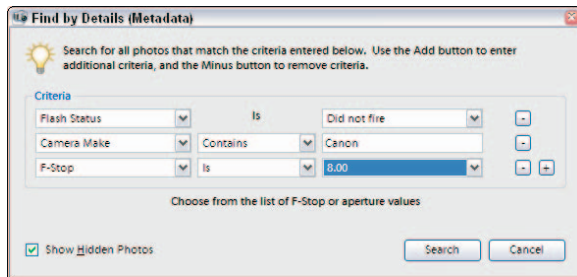 Find by Details (Metadata)
Search for all photos that match the criteria entered below. Use the Add button to enter
additional criteria, and the Minus button to remove criteria.
Criteria
Flash Status Is Did not fire -
Camera Make Contains Canon -
F-Stop Is 8.00 - +
Choose from the list of F-Stop or aperture values
Show Hidden Photos Search Cancel